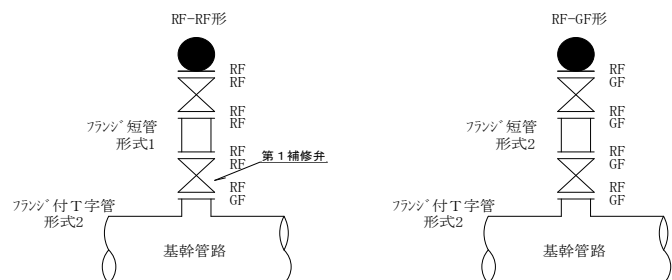 RF-RF形
RF
RF
RF
RF
フランジ短管
形式1
RF
RF
第1補修弁
RF
GF
フランジ付T字管
形式2
基幹管路
RF-GF形
RF
GF
RF
GF
フランジ短管
形式2
RF
GF
RF
GF
フランジ付T字管
形式2
基幹管路